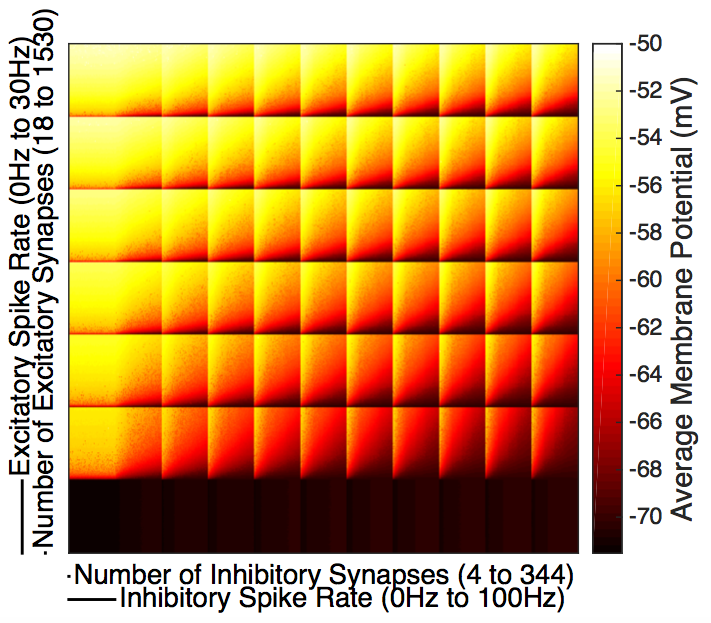 Excitatory Spike Rate (0Hz to 30Hz)
·Number of Excitatory Synapses (18 to 1530)
-50
-52
-54
-56
-58
-60
-62
-64
-66
-68
-70
Average Membrane Potential (mV)
·Number of Inhibitory Synapses (4 to 344)
Inhibitory Spike Rate (0Hz to 100Hz)